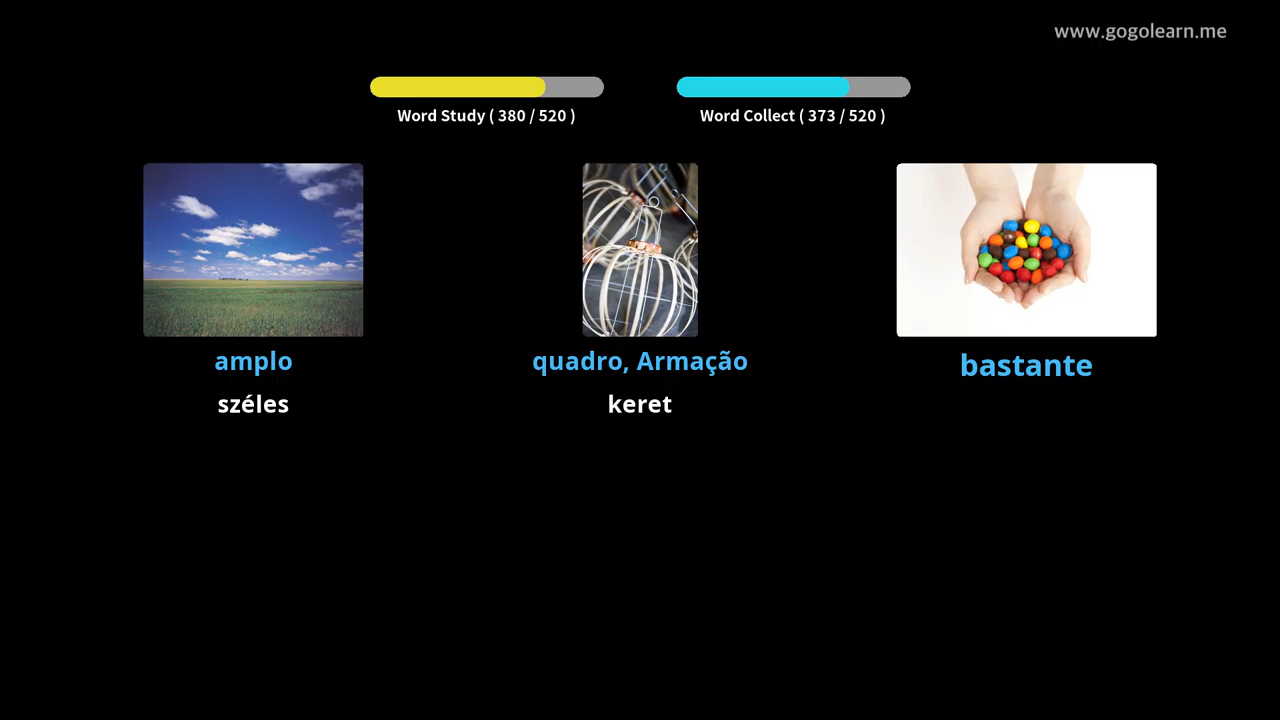 www.gogolearn.me
Word Study ( 380 / 520 )
Word Collect ( 373 / 520 )
amplo
quadro, Armação
bastante
széles
keret